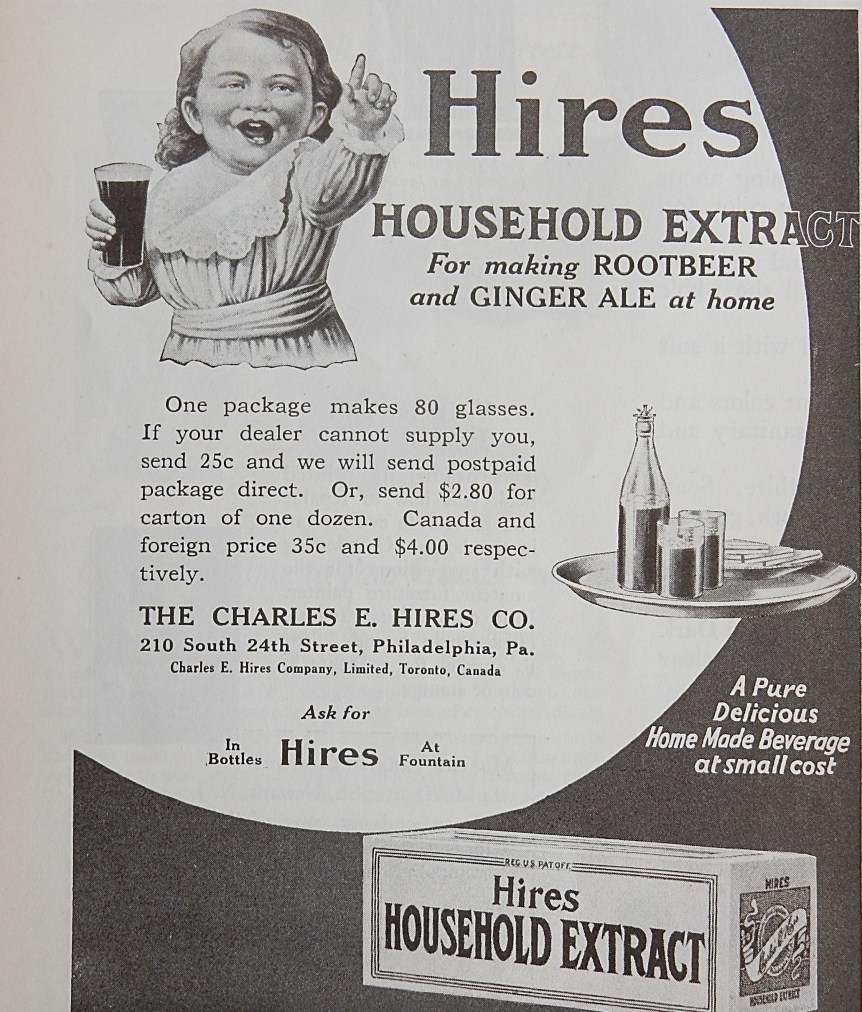 Hires
HOUSEHOLD EXTRACT
For making ROOTBEER
and GINGER ALE at home
One package makes 80 glasses.
If your dealer cannot supply you,
send 25c and we will send postpaid
package direct. Or, send $2.80 for
carton of one dozen. Canada and
foreign price 35c and $4.00 respec-
tively.
THE CHARLES E. HIRES CO.
210 South 24th Street, Philadelphia, Pa.
Charles E. Hires Company, Limited, Toronto, Canada
Ask for
In Bottles Hires At Fountain
A Pure
Delicious
Home Made Beverage
at small cost
REG U.S. PAT OFF.
Hires
HOUSEHOLD EXTRACT
HIRES
HOUSEHOLD EXTRACT